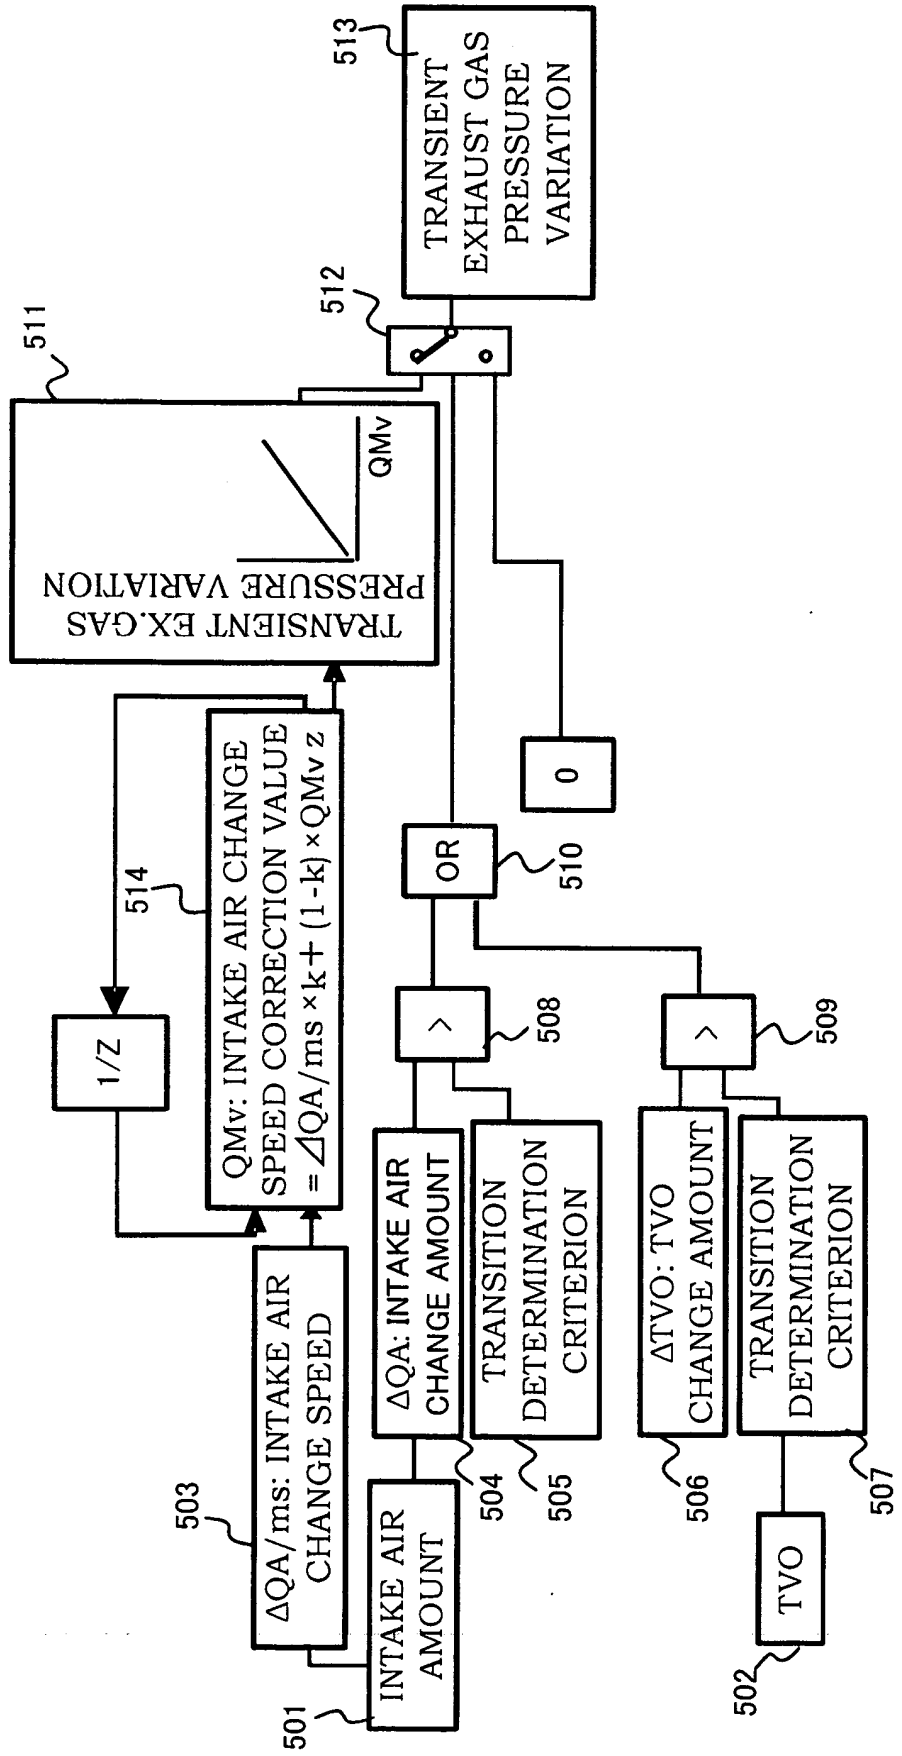 513
TRANSIENT
EXHAUST GAS
PRESSURE
VARIATION
512
511
TRANSIENT EX.GAS
PRESSURE VARIATION
QMv
1/Z
514
QMv: INTAKE AIR CHANGE
SPEED CORRECTION VALUE
=⊿QA/ms×k+(1-k)×QMv z
503
ΔQA/ms: INTAKE AIR
CHANGE SPEED
501
INTAKE AIR
AMOUNT
504
ΔQA: INTAKE AIR
CHANGE AMOUNT
505
TRANSITION
DETERMINATION
CRITERION
>
508
OR
510
0
506
ΔTVO: TVO
CHANGE AMOUNT
507
TRANSITION
DETERMINATION
CRITERION
>
509
502
TVO